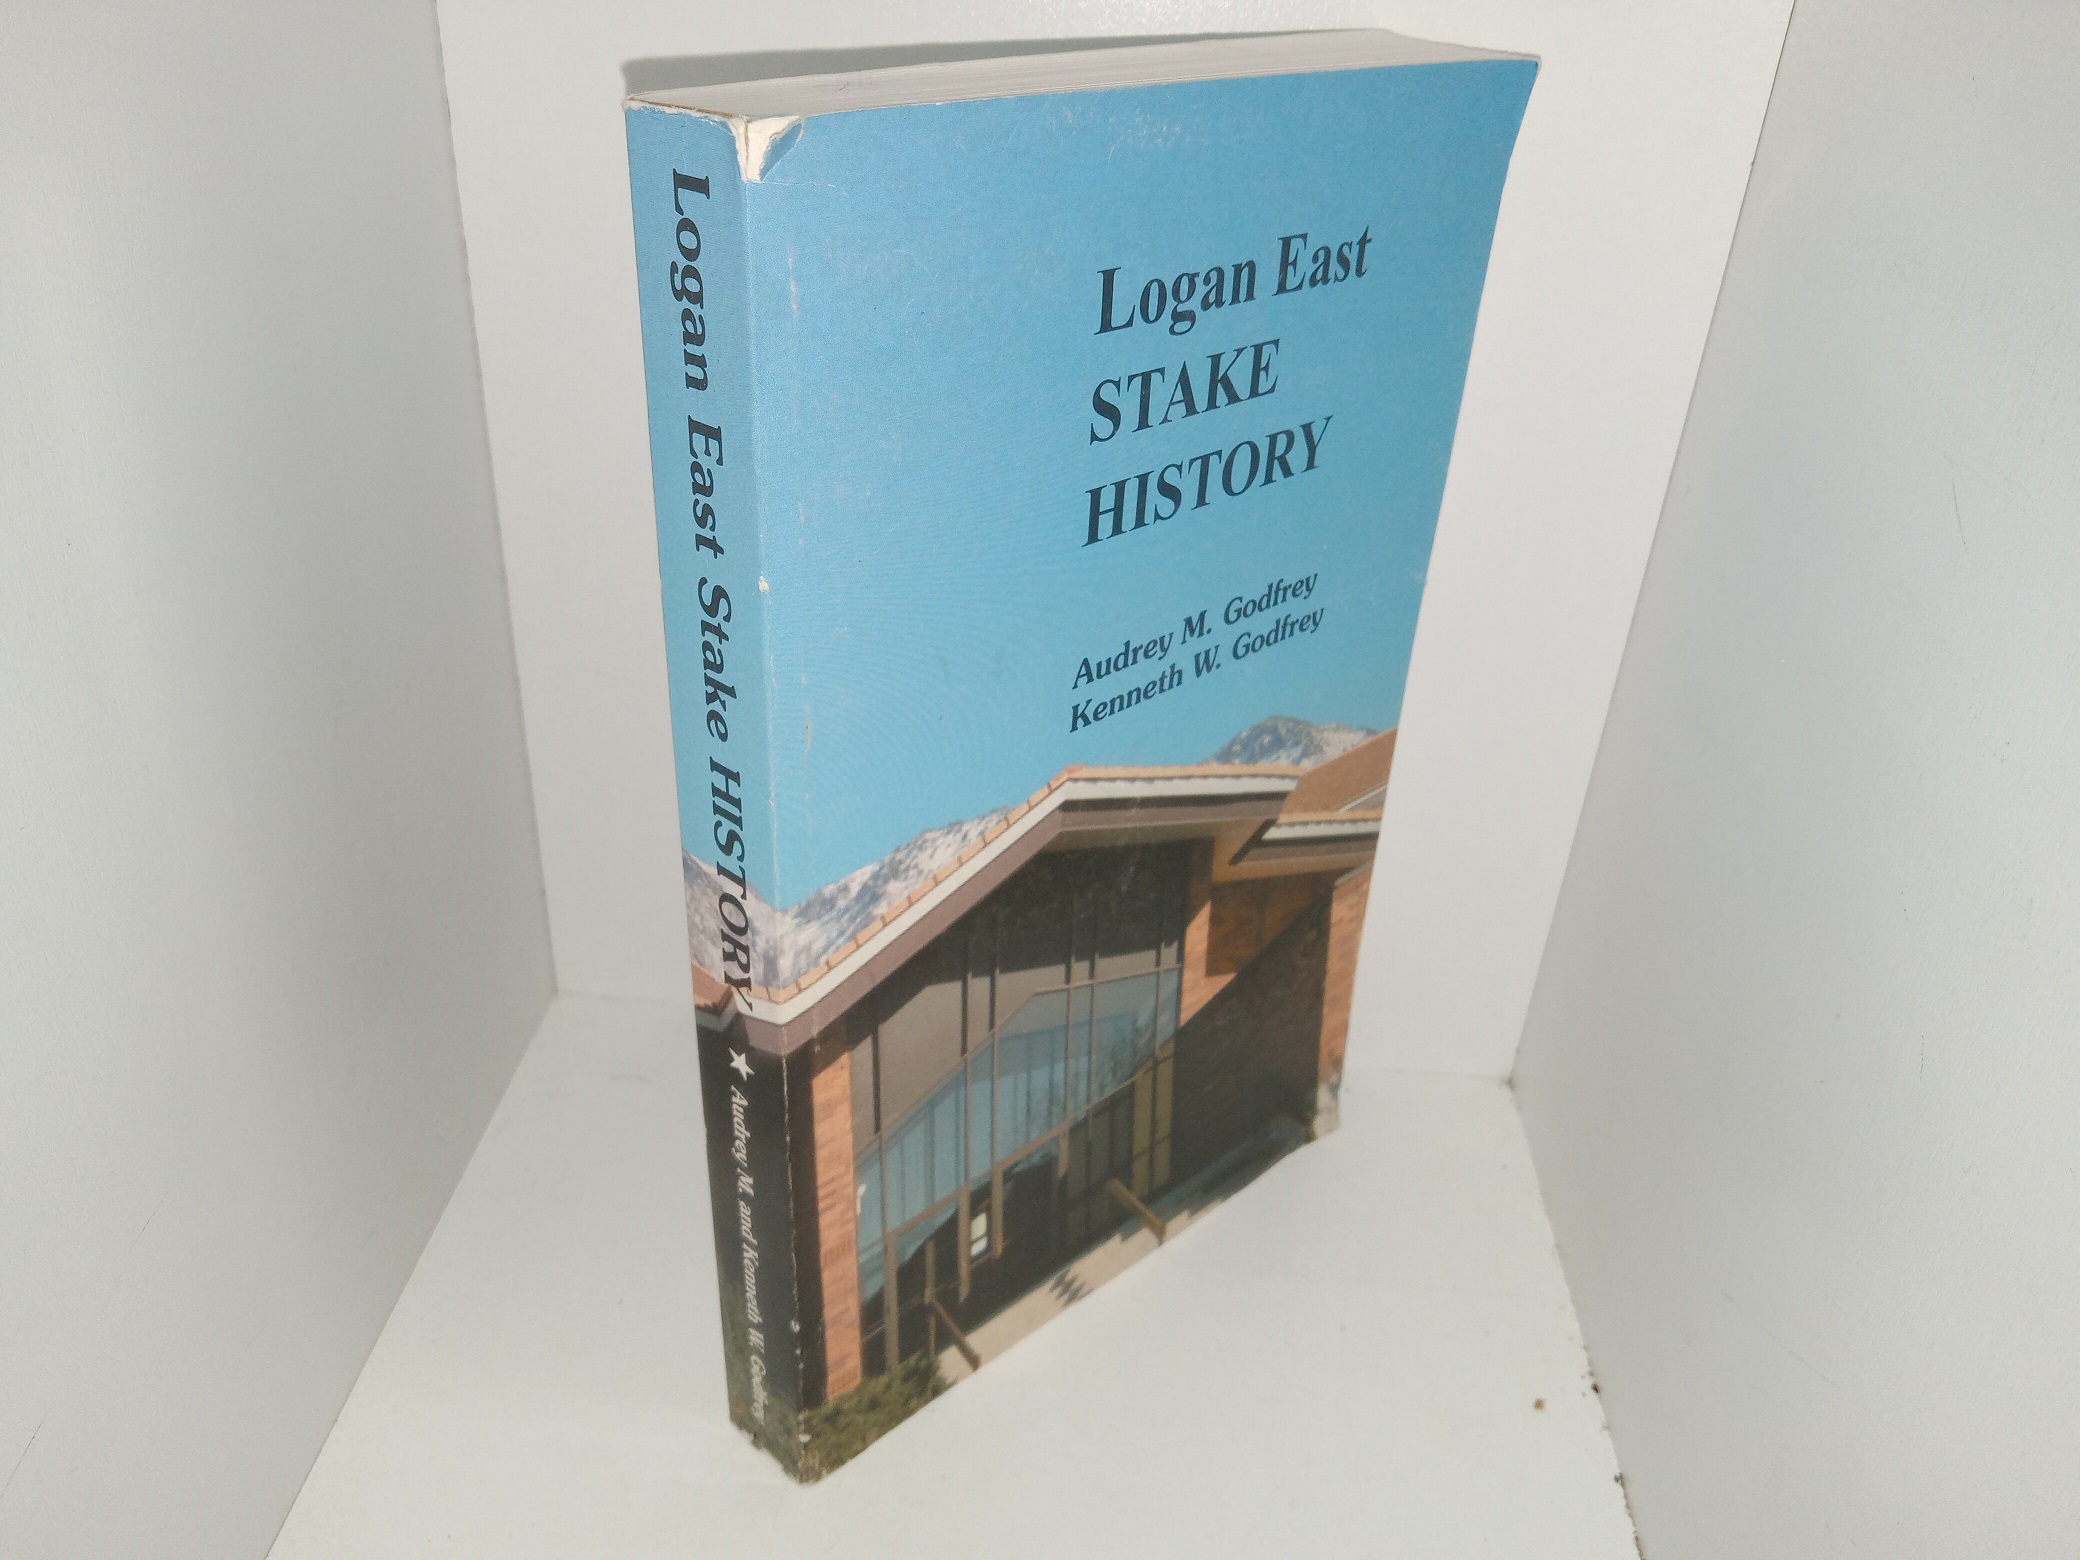 Logan East Stake HISTORY ★ Audrey M. and Kenneth W. Godfrey
Logan East
STAKE
HISTORY
Audrey M. Godfrey
Kenneth W. Godfrey